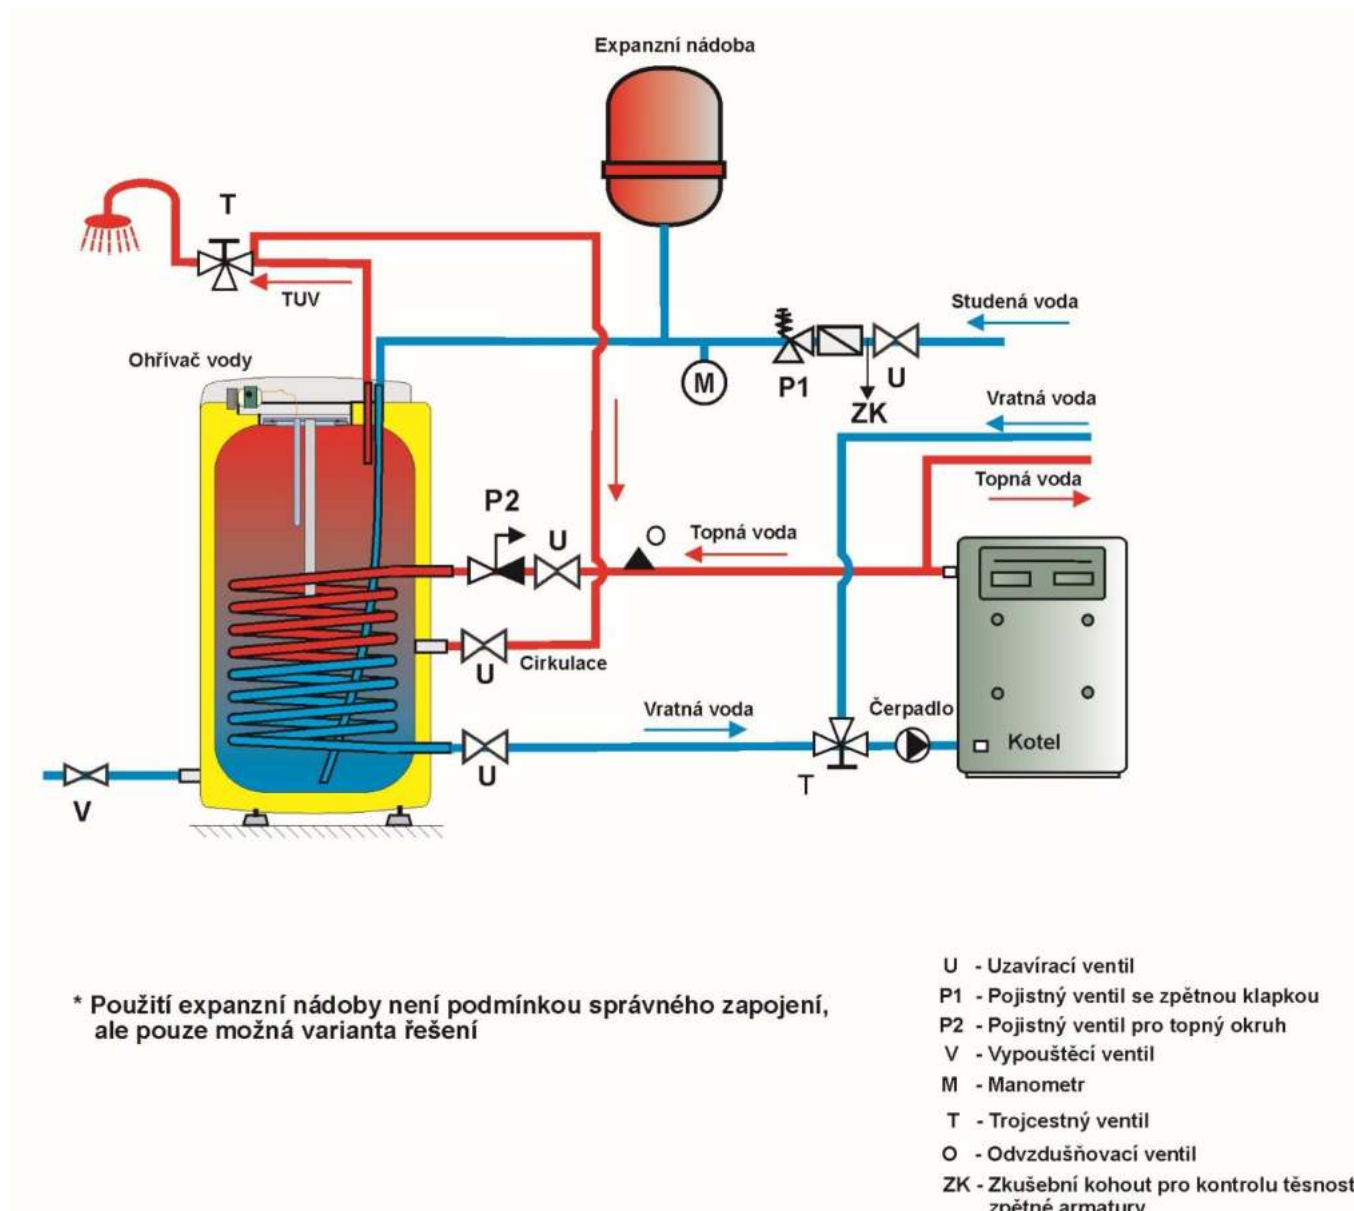 Expanzní nádoba
T
TUV
Studená voda
Ohřívač vody
M
P1
U
ZK
Vratná voda
Topná voda
P2
U
O
Topná voda
U
Cirkulace
Vratná voda
Čerpadlo
Kotel
U
T
V
* Použití expanzní nádoby není podmínkou správného zapojení,
ale pouze možná varianta řešení
U - Uzavírací ventil
P1 - Pojistný ventil se zpětnou klapkou
P2 - Pojistný ventil pro topný okruh
V - Vypouštěcí ventil
M - Manometr
T - Trojcestný ventil
O - Odvzdušňovací ventil
ZK - Zkušební kohout pro kontrolu těsnost
zpětné armatury